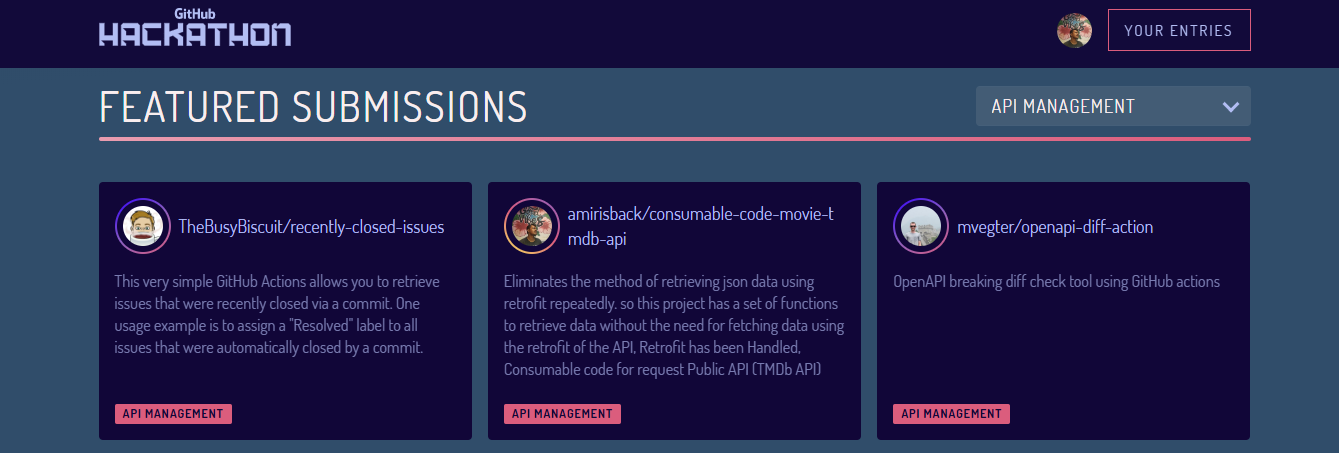 GitHub
HACKATHON
YOUR ENTRIES
FEATURED SUBMISSIONS
API MANAGEMENT
TheBusyBiscuit/recently-closed-issues
This very simple GitHub Actions allows you to retrieve
issues that were recently closed via a commit. One
usage example is to assign a "Resolved" label to all
issues that were automatically closed by a commit.
API MANAGEMENT
amirisback/consumable-code-movie-t
mdb-api
Eliminates the method of retrieving json data using
retrofit repeatedly. so this project has a set of functions
to retrieve data without the need for fetching data using
the retrofit of the API, Retrofit has been Handled,
Consumable code for request Public API (TMDb API)
API MANAGEMENT
mvegter/openapi-diff-action
OpenAPI breaking diff check tool using GitHub actions
API MANAGEMENT